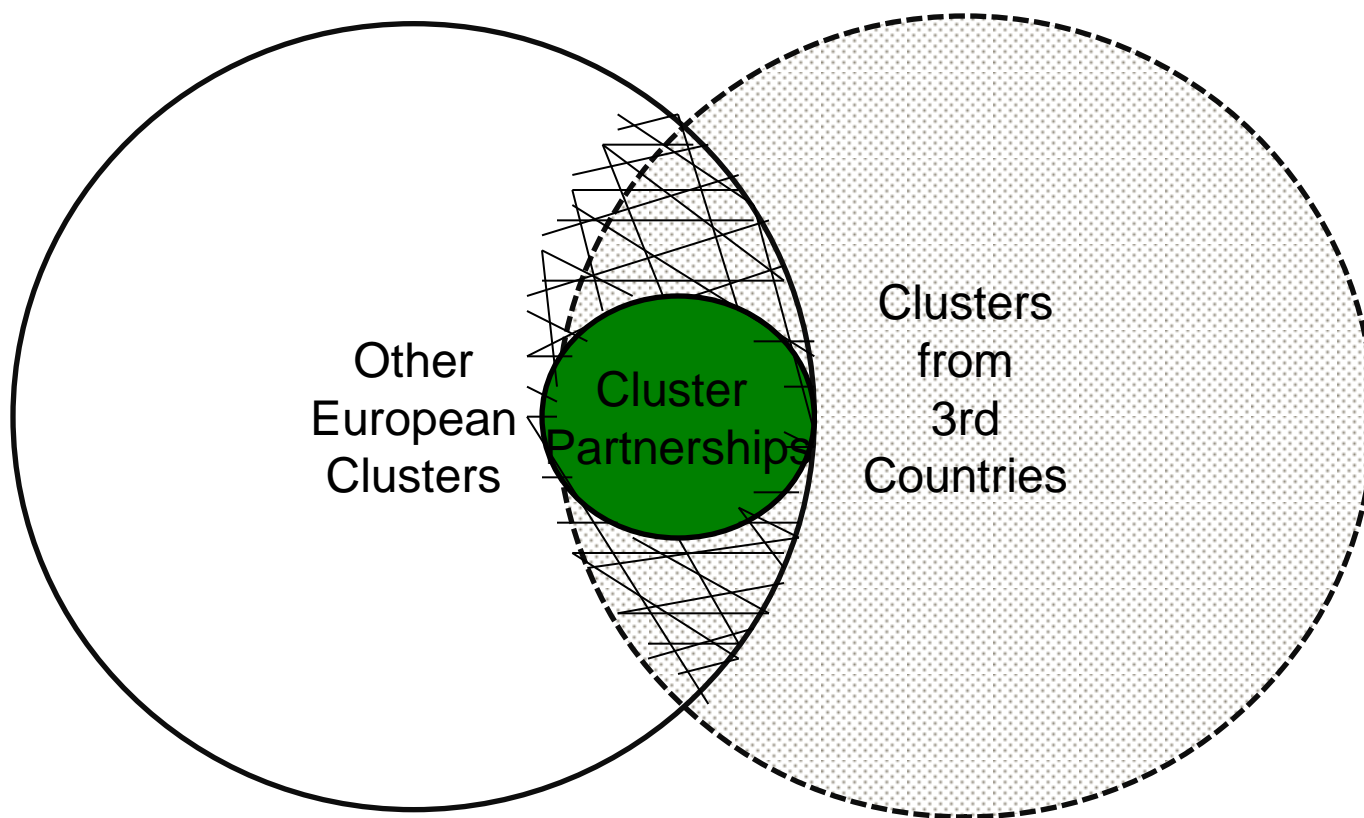 Other
European
Clusters
Cluster
Partnerships
Clusters
from
3rd
Countries